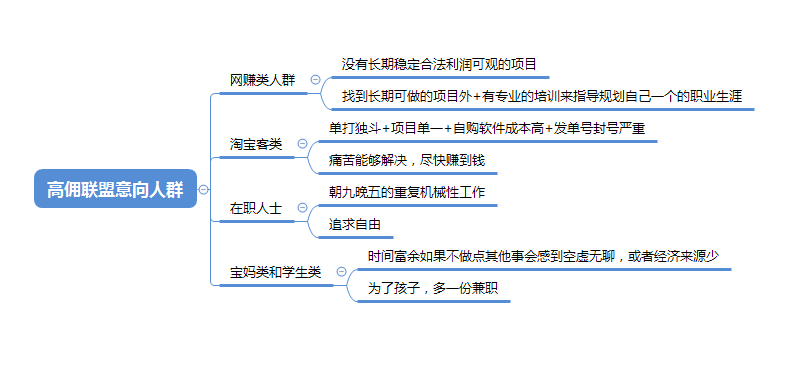 高佣联盟意向人群
网赚类人群
没有长期稳定合法利润可观的项目
找到长期可做的项目外+有专业的培训来指导规划自己一个的职业生涯
淘宝客类
单打独斗+项目单一+自购软件成本高+发单号封号严重
痛苦能够解决，尽快赚到钱
在职人士
朝九晚五的重复机械性工作
追求自由
宝妈类和学生类
时间富余如果不做点其他事会感到空虚无聊，或者经济来源少
为了孩子，多一份兼职